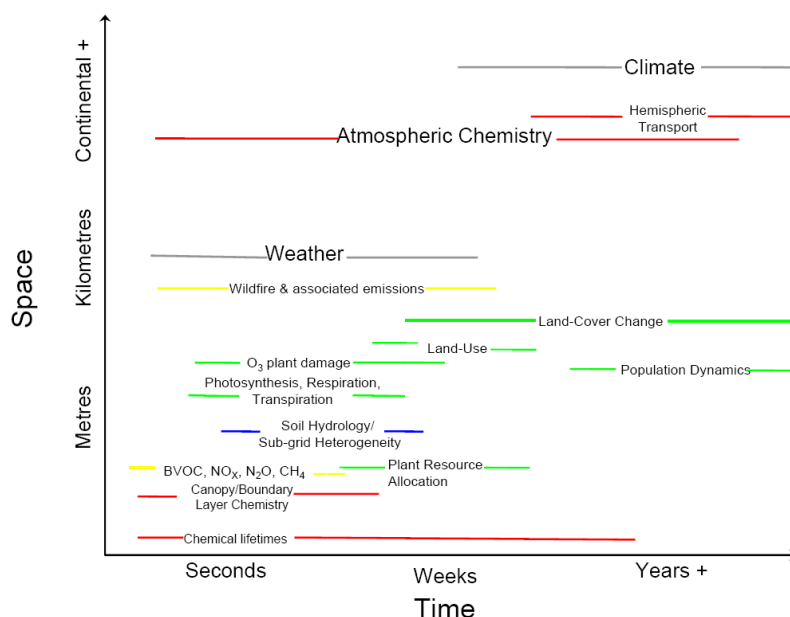 Continental +
Climate
Hemispheric
Transport
Atmospheric Chemistry
Kilometres
Space
Weather
Wildfire & associated emissions
Land-Cover Change
Land-Use
O3 plant damage
Population Dynamics
Photosynthesis, Respiration,
Transpiration
Metres
Soil Hydrology/
Sub-grid Heterogeneity
BVOC, NOX, N2O, CH4
Plant Resource
Allocation
Canopy/Boundary
Layer Chemistry
Chemical lifetimes
Seconds
Weeks
Years +
Time